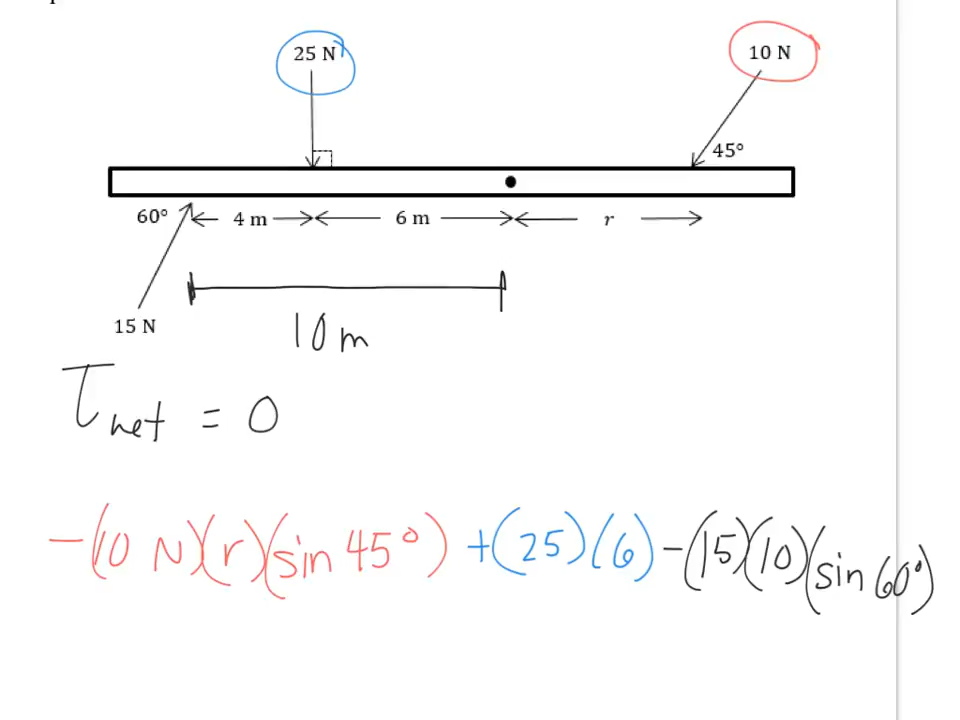 25 N
10 N
45°
60°
4 m
6 m
r
15 N
10 m
τnet = 0
−(10 N)(r)(sin 45°) +(25)(6) −(15)(10)(sin 60°)